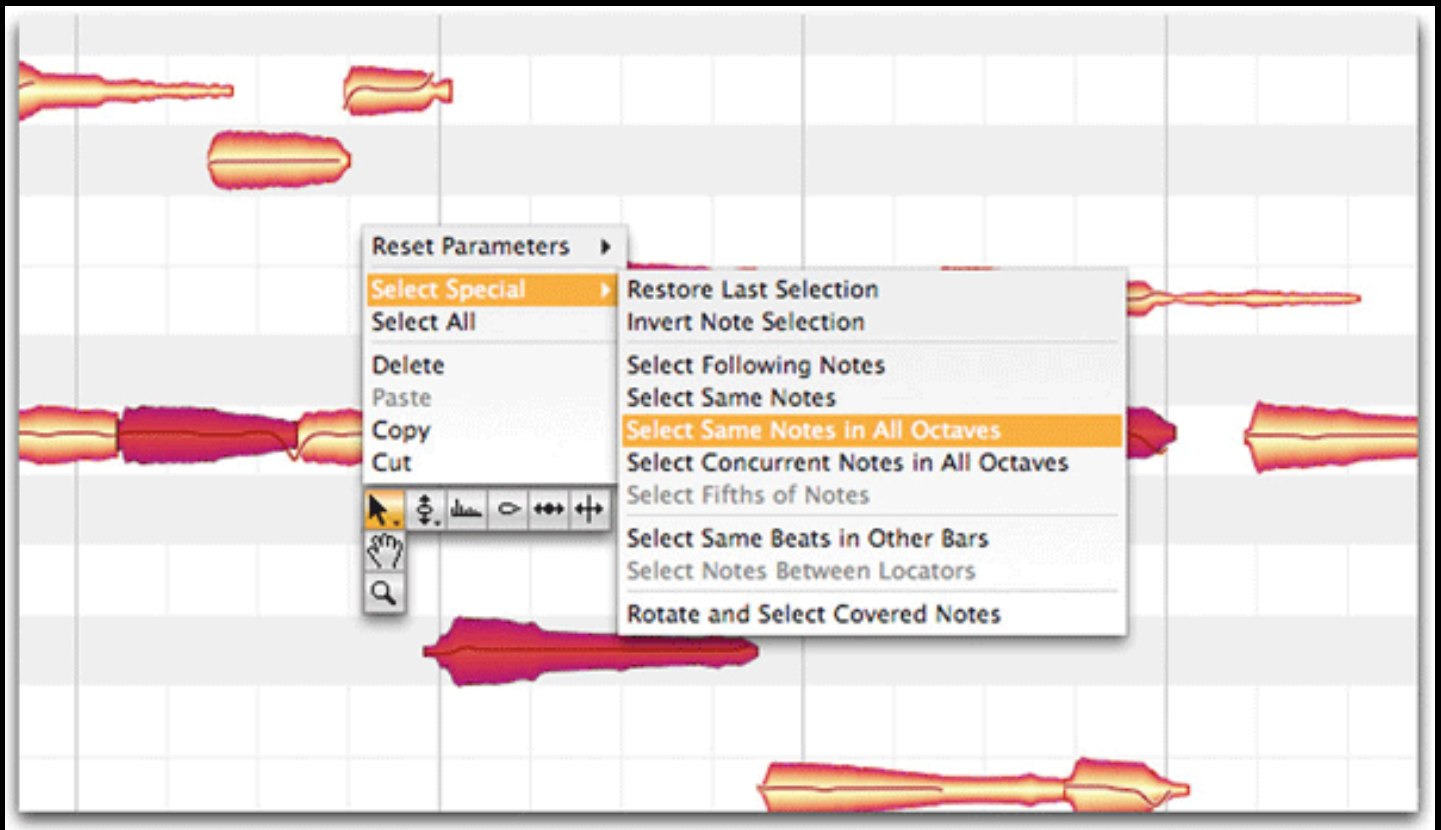 Reset Parameters
Select Special
Select All
Delete
Paste
Copy
Cut
Restore Last Selection
Invert Note Selection
Select Following Notes
Select Same Notes
Select Same Notes in All Octaves
Select Concurrent Notes in All Octaves
Select Fifths of Notes
Select Same Beats in Other Bars
Select Notes Between Locators
Rotate and Select Covered Notes